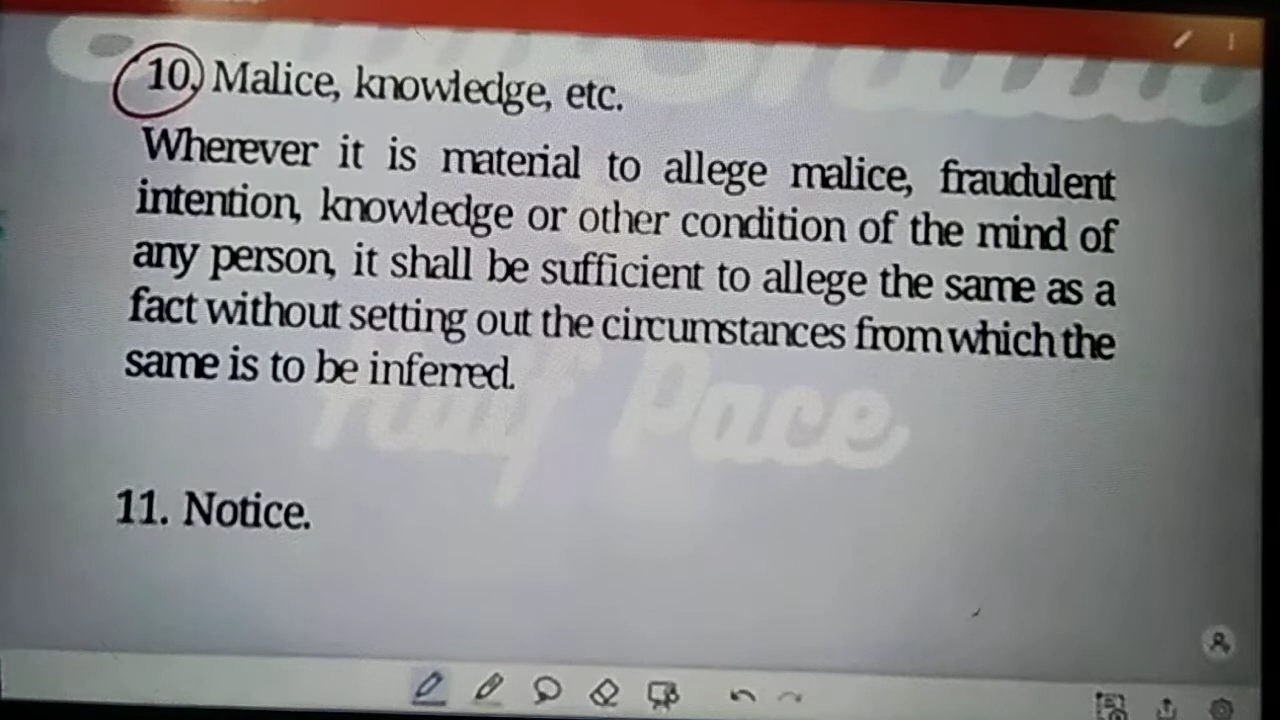 10. Malice, knowledge, etc.
Wherever it is material to allege malice, fraudulent
intention, knowledge or other condition of the mind of
any person, it shall be sufficient to allege the same as a
fact without setting out the circumstances from which the
same is to be inferred.
Half Pace
11. Notice.